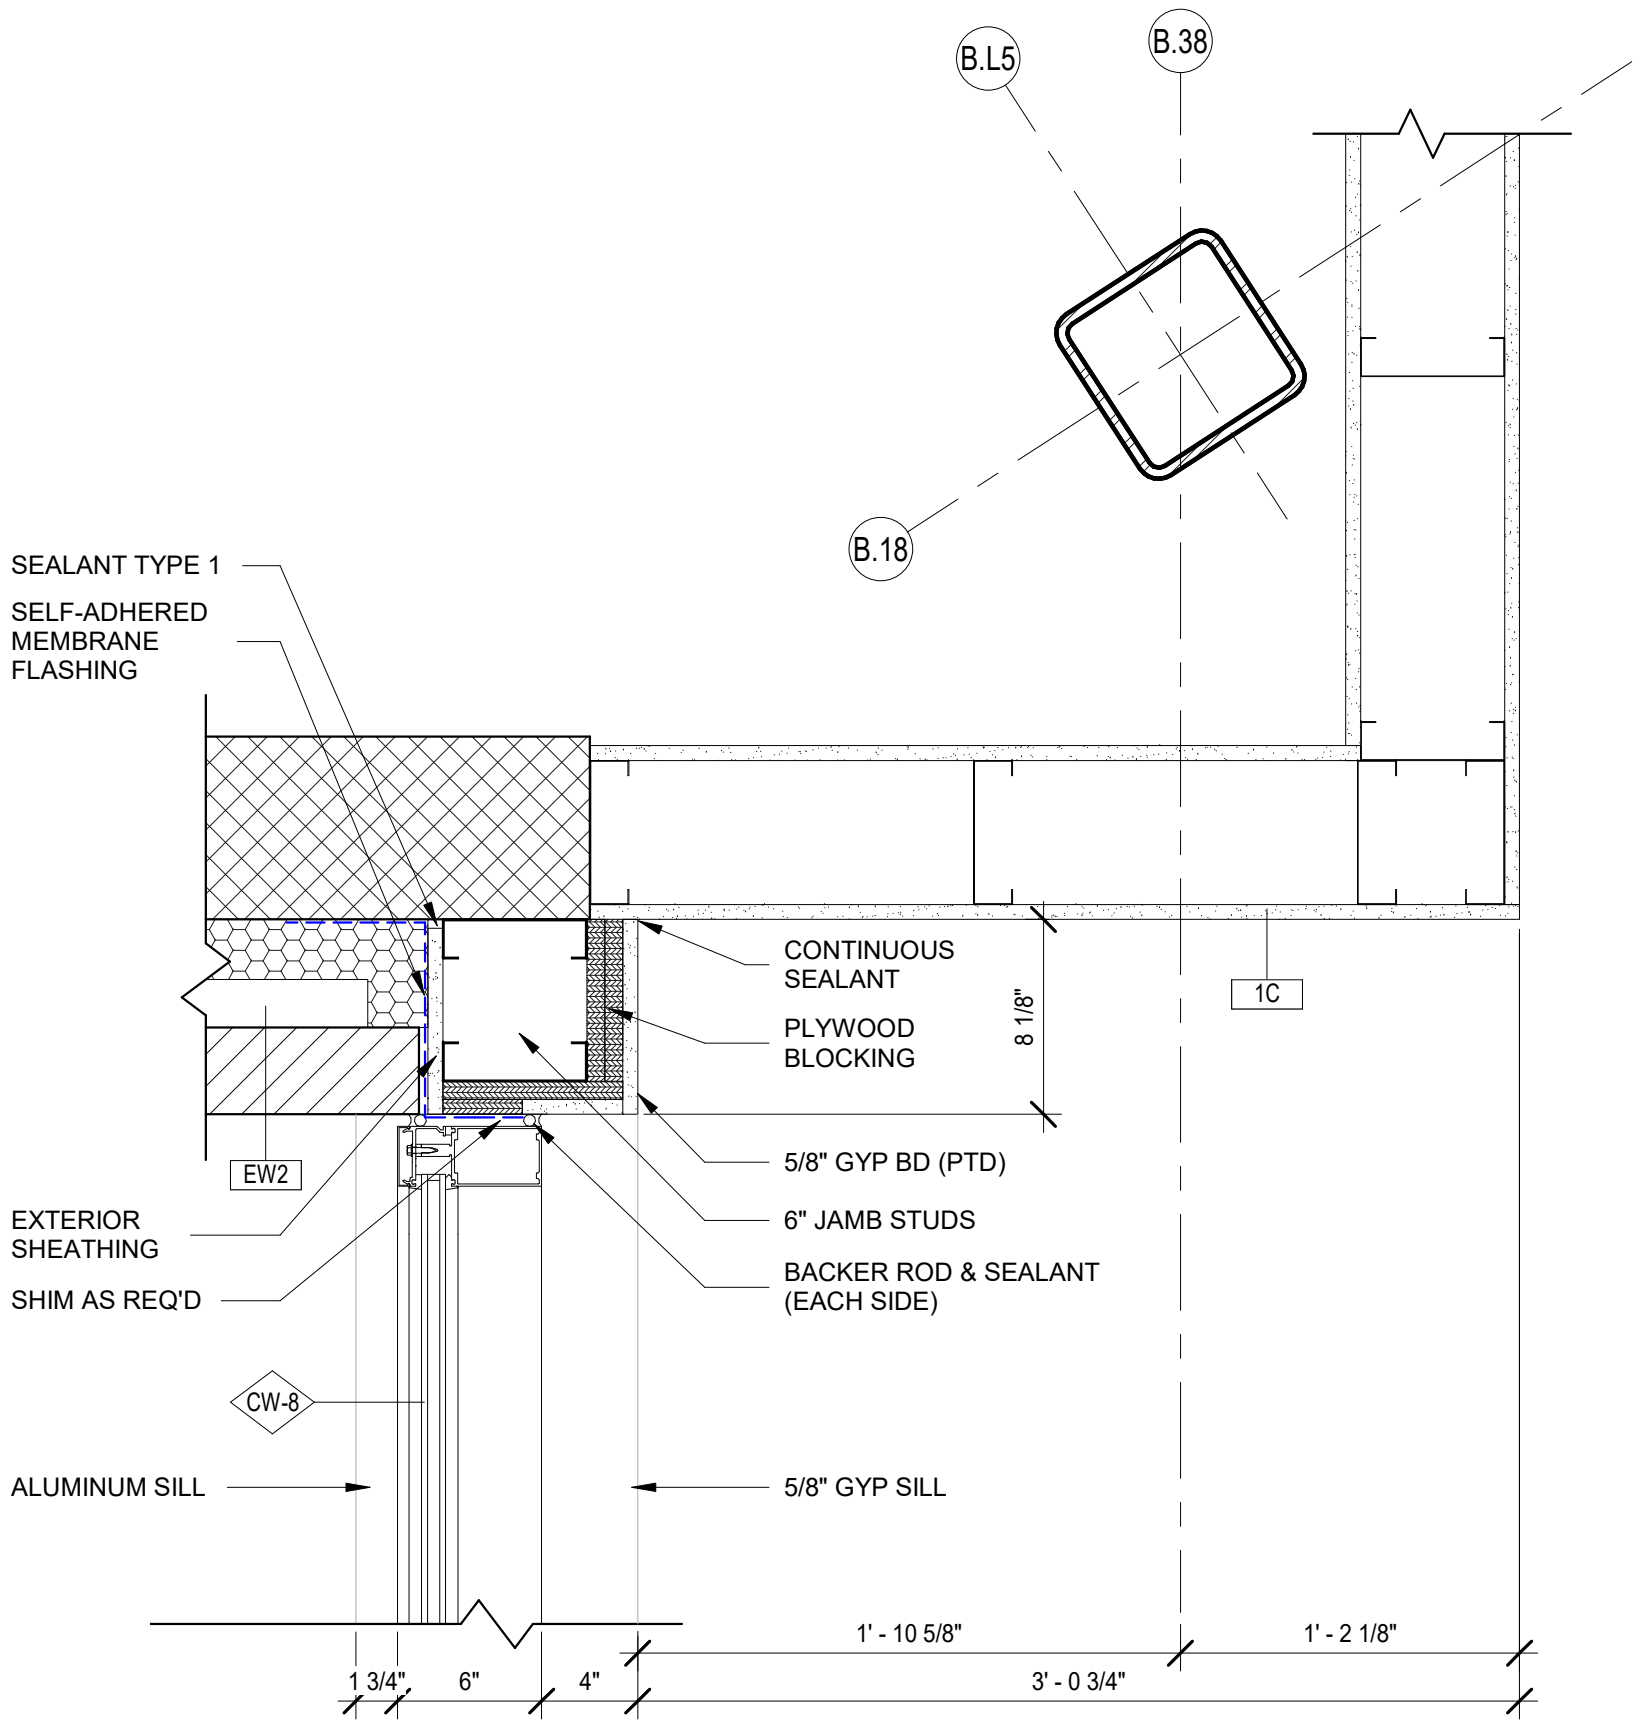 B.L5
B.38
B.18
SEALANT TYPE 1
SELF-ADHERED
MEMBRANE
FLASHING
CONTINUOUS
SEALANT
1C
8 1/8"
PLYWOOD
BLOCKING
5/8" GYP BD (PTD)
EW2
EXTERIOR
SHEATHING
6" JAMB STUDS
BACKER ROD & SEALANT
(EACH SIDE)
SHIM AS REQ'D
CW-8
ALUMINUM SILL
5/8" GYP SILL
1' - 10 5/8"
1' - 2 1/8"
1 3/4"
6"
4"
3' - 0 3/4"